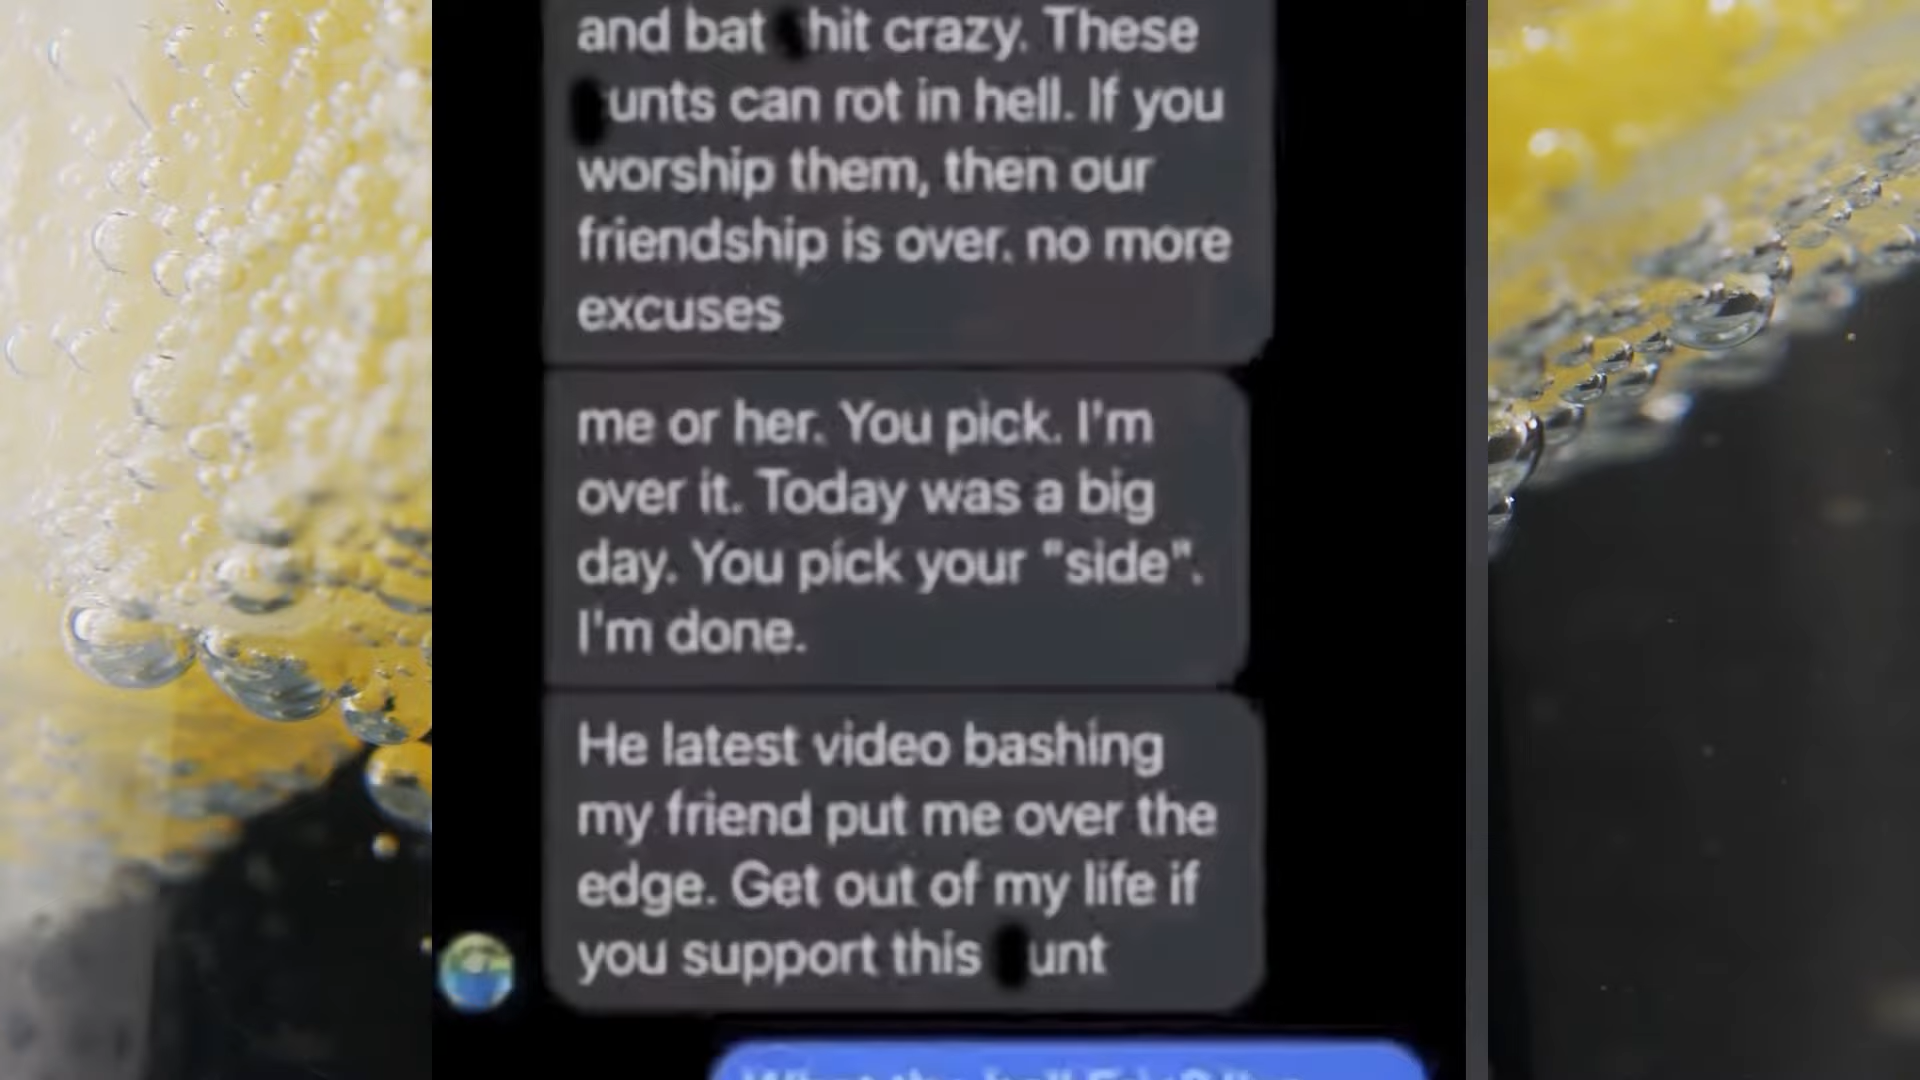 and bat hit crazy. These
unts can rot in hell. If you
worship them, then our
friendship is over. no more
excuses
me or her. You pick. I'm
over it. Today was a big
day. You pick your "side".
I'm done.
He latest video bashing
my friend put me over the
edge. Get out of my life if
you support this unt